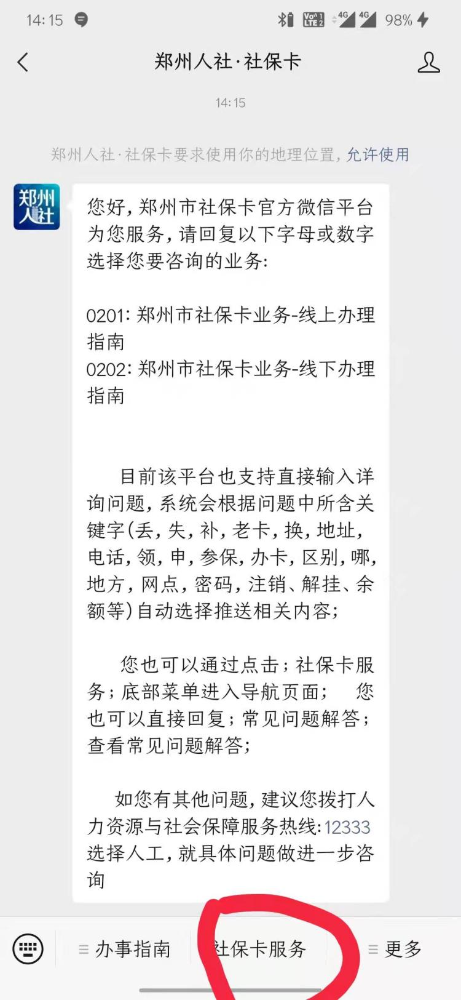 14:15
Vo 1
LTE 2
4G
4G
98%
郑州人社·社保卡
14:15
郑州人社·社保卡要求使用你的地理位置,允许使用
郑州
人社
您好,郑州市社保卡官方微信平台
为您服务,请回复以下字母或数字
选择您要咨询的业务:
0201: 郑州市社保卡业务-线上办理
指南
0202: 郑州市社保卡业务-线下办理
指南
目前该平台也支持直接输入详
询问题,系统会根据问题中所含关
键字(丢,失,补,老卡,换,地址,
电话,领,申,参保,办卡,区别,哪,
地方,网点,密码,注销、解挂、余
额等)自动选择推送相关内容;
您也可以通过点击;社保卡服
务;底部菜单进入导航页面; 您
也可以直接回复;常见问题解答;
查看常见问题解答;
如您有其他问题,建议您拨打人
力资源与社会保障服务热线:12333
选择人工,就具体问题做进一步咨
询
办事指南
社保卡服务
更多